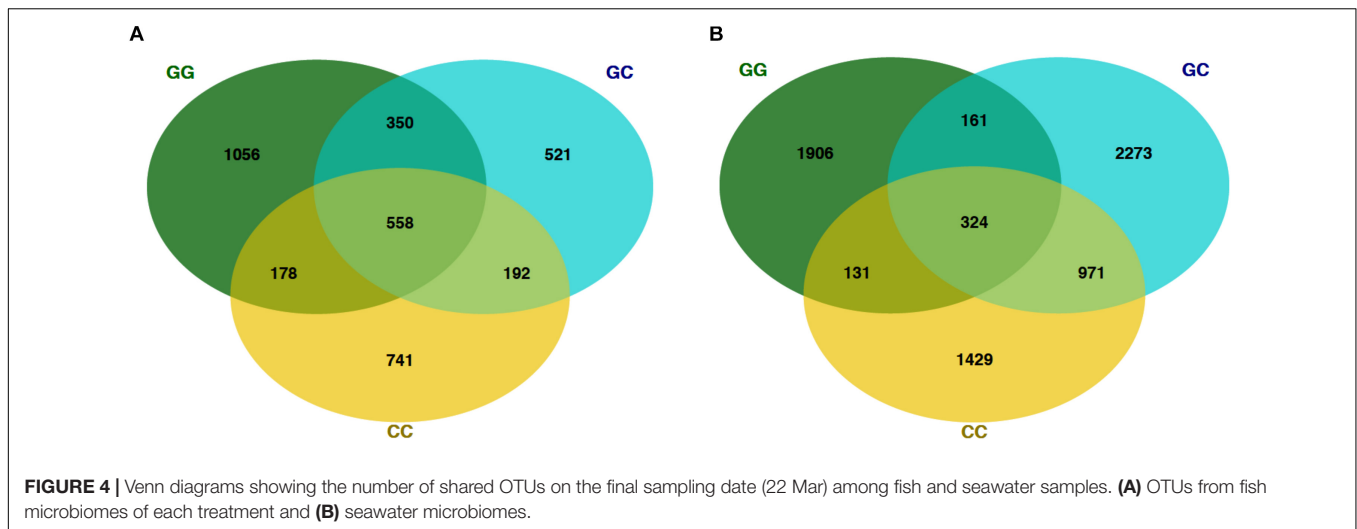 A
B
GG
GC
GG
GC
350
161
1056
521
1906
2273
558
324
178
192
131
971
741
1429
CC
CC
FIGURE 4 | Venn diagrams showing the number of shared OTUs on the final sampling date (22 Mar) among fish and seawater samples. (A) OTUs from fish
microbiomes of each treatment and (B) seawater microbiomes.